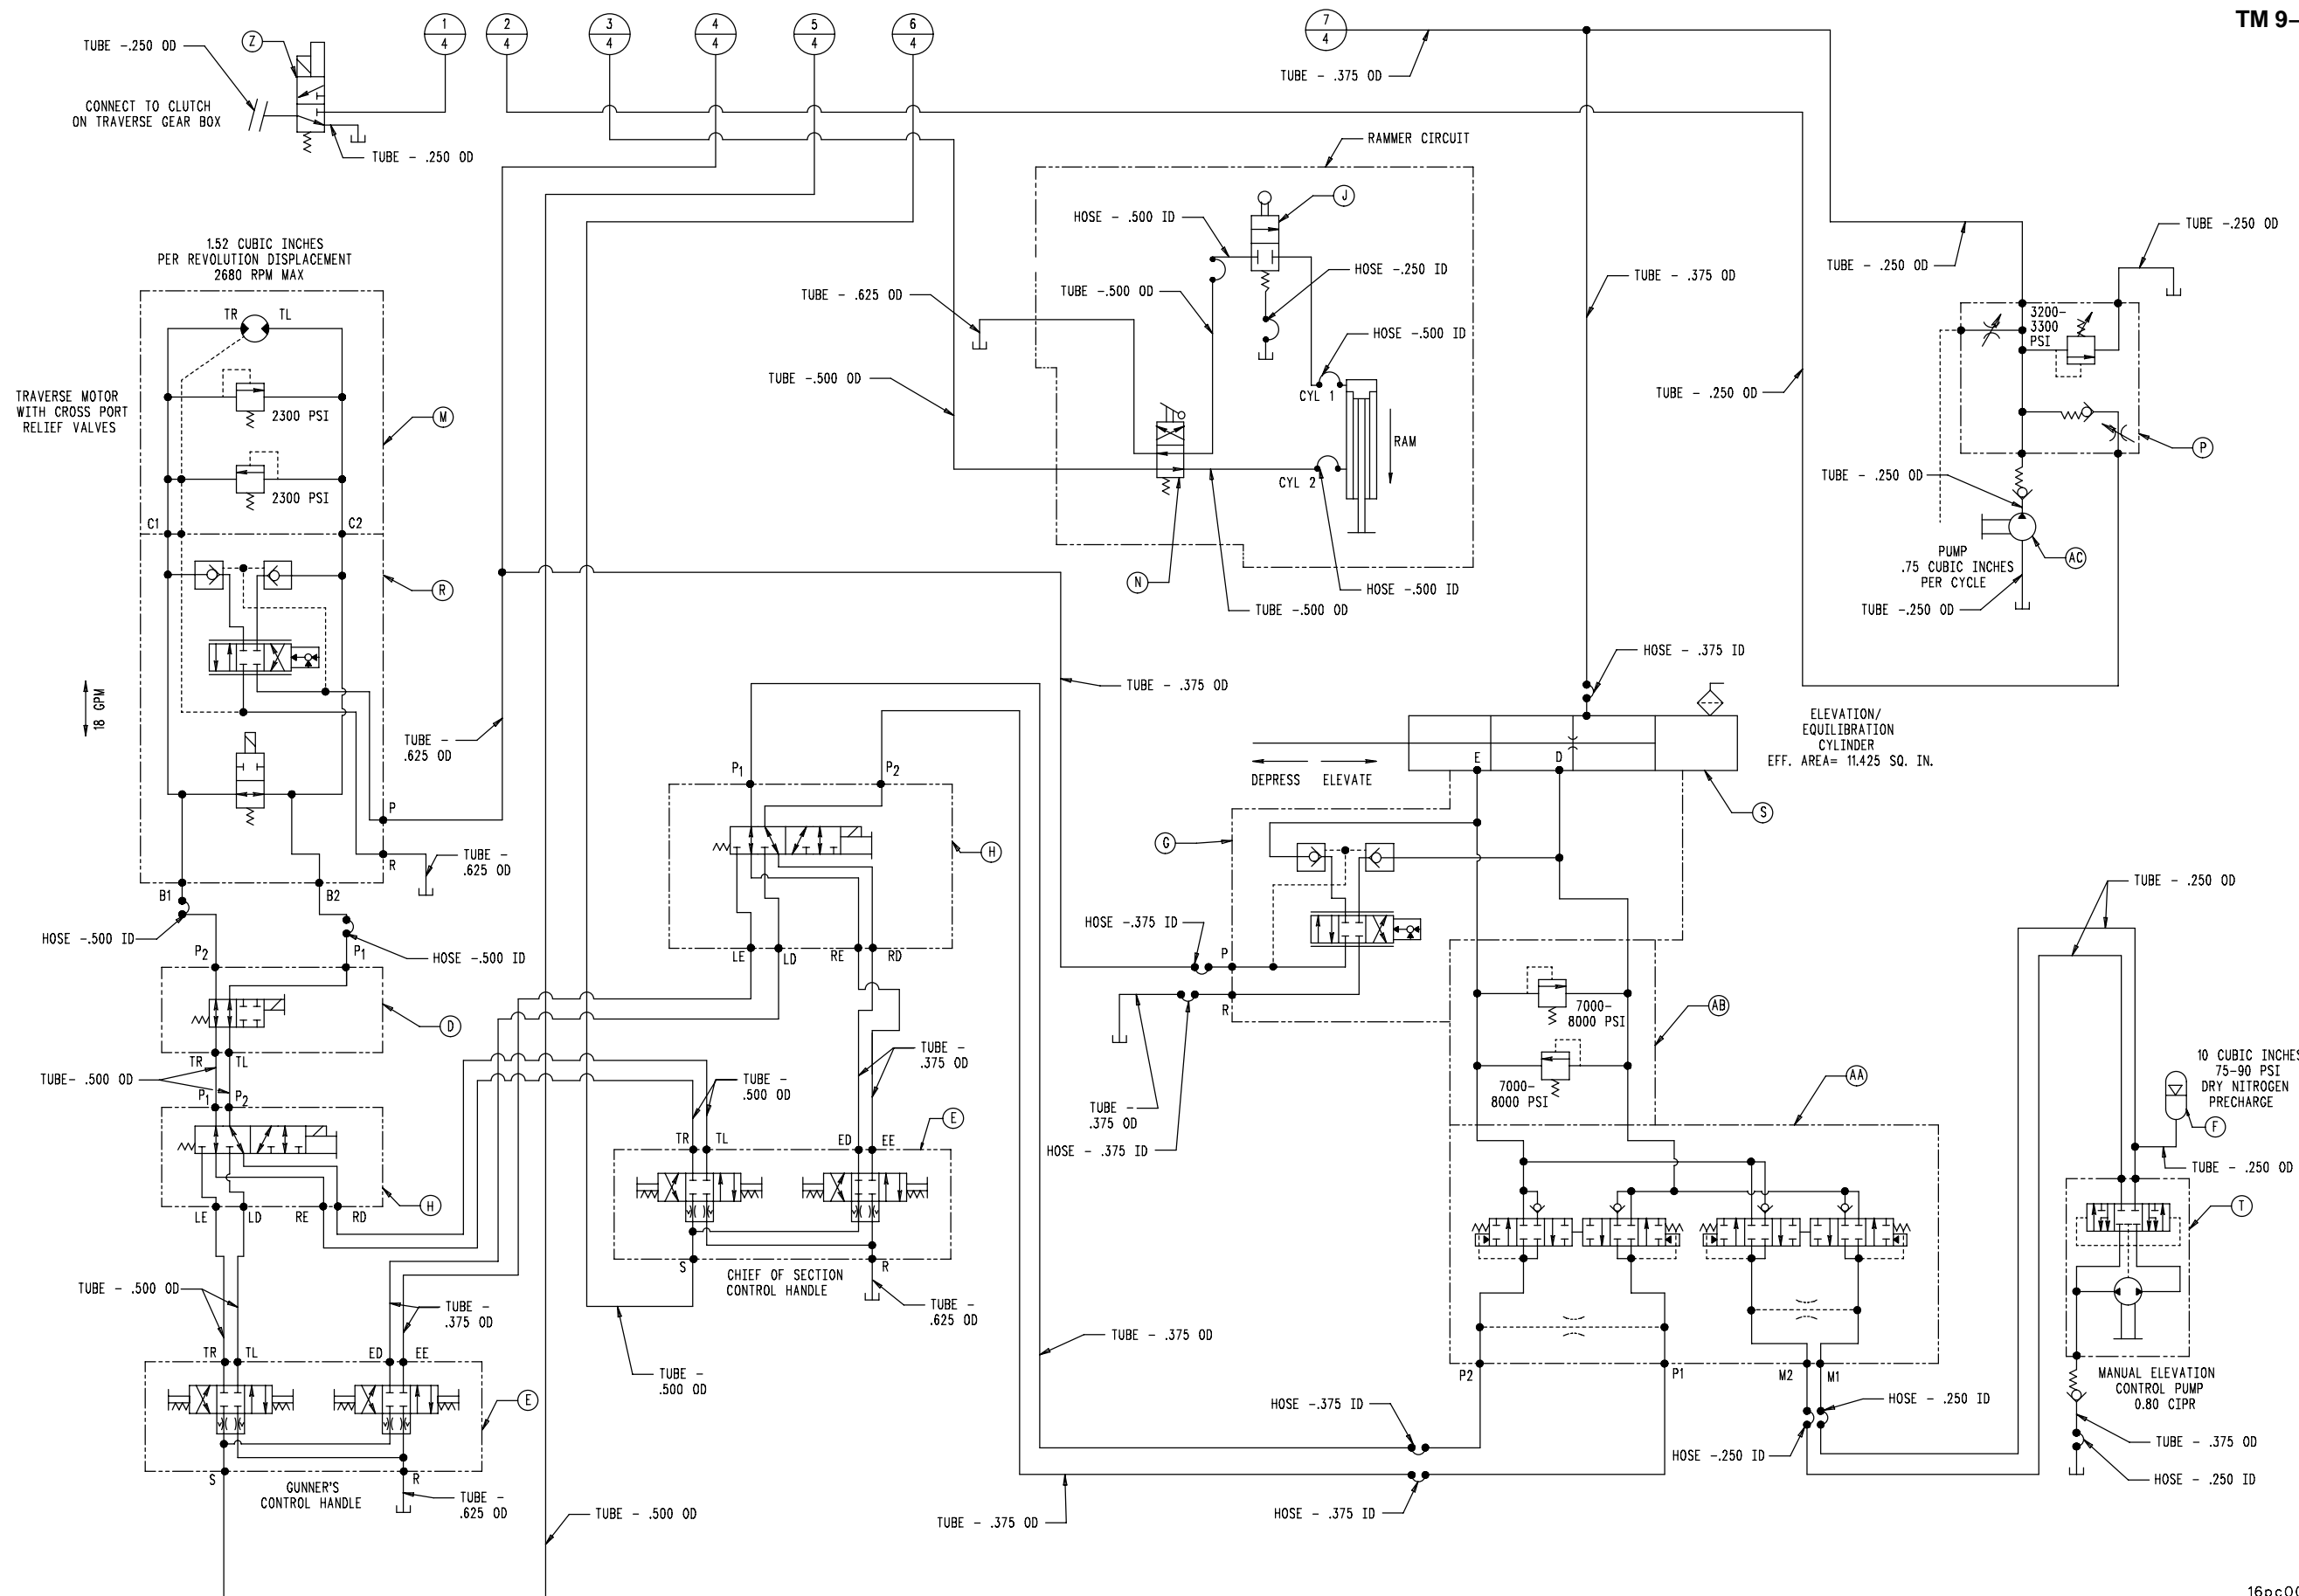 TM 9–
TUBE -.250 OD
Z
1
4
2
4
3
4
4
4
5
4
6
4
7
4
TUBE - .375 OD
CONNECT TO CLUTCH
ON TRAVERSE GEAR BOX
TUBE - .250 OD
RAMMER CIRCUIT
J
HOSE - .500 ID
HOSE -.250 ID
TUBE -.500 OD
TUBE - .625 OD
HOSE -.500 ID
TUBE -.500 OD
CYL 1
CYL 2
RAM
N
HOSE -.500 ID
TUBE -.500 OD
TUBE - .375 OD
TUBE -.250 OD
TUBE - .250 OD
3200-
3300
PSI
TUBE - .250 OD
P
TUBE - .250 OD
PUMP
.75 CUBIC INCHES
PER CYCLE
AC
TUBE -.250 OD
1.52 CUBIC INCHES
PER REVOLUTION DISPLACEMENT
2680 RPM MAX
TR
TL
TRAVERSE MOTOR
WITH CROSS PORT
RELIEF VALVES
2300 PSI
M
2300 PSI
C1
C2
R
18 GPM
TUBE -
.625 OD
P
R
TUBE -
.625 OD
B1
B2
HOSE -.500 ID
P2
P1
HOSE -.500 ID
D
TR
TL
TUBE- .500 OD
P1
P2
H
LE
LD
RE
RD
TUBE - .500 OD
TUBE -
.375 OD
TR
TL
ED
EE
E
S
R
GUNNER'S
CONTROL HANDLE
TUBE -
.625 OD
TUBE - .500 OD
P1
P2
H
LE
LD
RE
RD
TUBE -
.375 OD
TUBE -
.500 OD
TR
TL
ED
EE
E
S
R
CHIEF OF SECTION
CONTROL HANDLE
TUBE -
.625 OD
TUBE -
.500 OD
TUBE - .375 OD
HOSE - .375 ID
ELEVATION/
EQUILIBRATION
CYLINDER
EFF. AREA= 11.425 SQ. IN.
DEPRESS
ELEVATE
E
D
S
G
HOSE -.375 ID
P
R
TUBE -
.375 OD
HOSE - .375 ID
7000-
8000 PSI
AB
7000-
8000 PSI
AA
P2
P1
M2
M1
TUBE - .375 OD
HOSE -.375 ID
HOSE - .250 ID
HOSE -.250 ID
TUBE - .375 OD
HOSE - .375 ID
TUBE - .250 OD
10 CUBIC INCHES
75-90 PSI
DRY NITROGEN
PRECHARGE
F
TUBE - .250 OD
T
MANUAL ELEVATION
CONTROL PUMP
0.80 CIPR
TUBE - .375 OD
HOSE - .250 ID